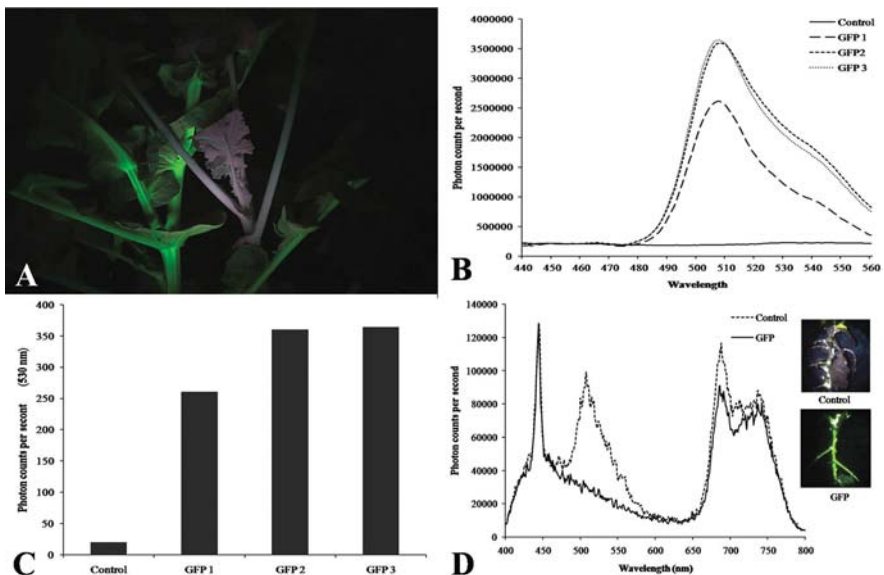 A
B
Photon counts per second
4000000
3500000
3000000
2500000
2000000
1500000
1000000
500000
0
440 450 460 470 480 490 500 510 520 530 540 550 560
Wavelength
Control
GFP 1
GFP2
GFP 3
C
Photon counts per secont (530 nm)
400
350
300
250
200
150
100
50
0
Control GFP 1 GFP 2 GFP 3
D
Photon counts per second
140000
120000
100000
80000
60000
40000
20000
0
400 450 500 550 600 650 700 750 800
Wavelength (nm)
Control
GFP
Control
GFP